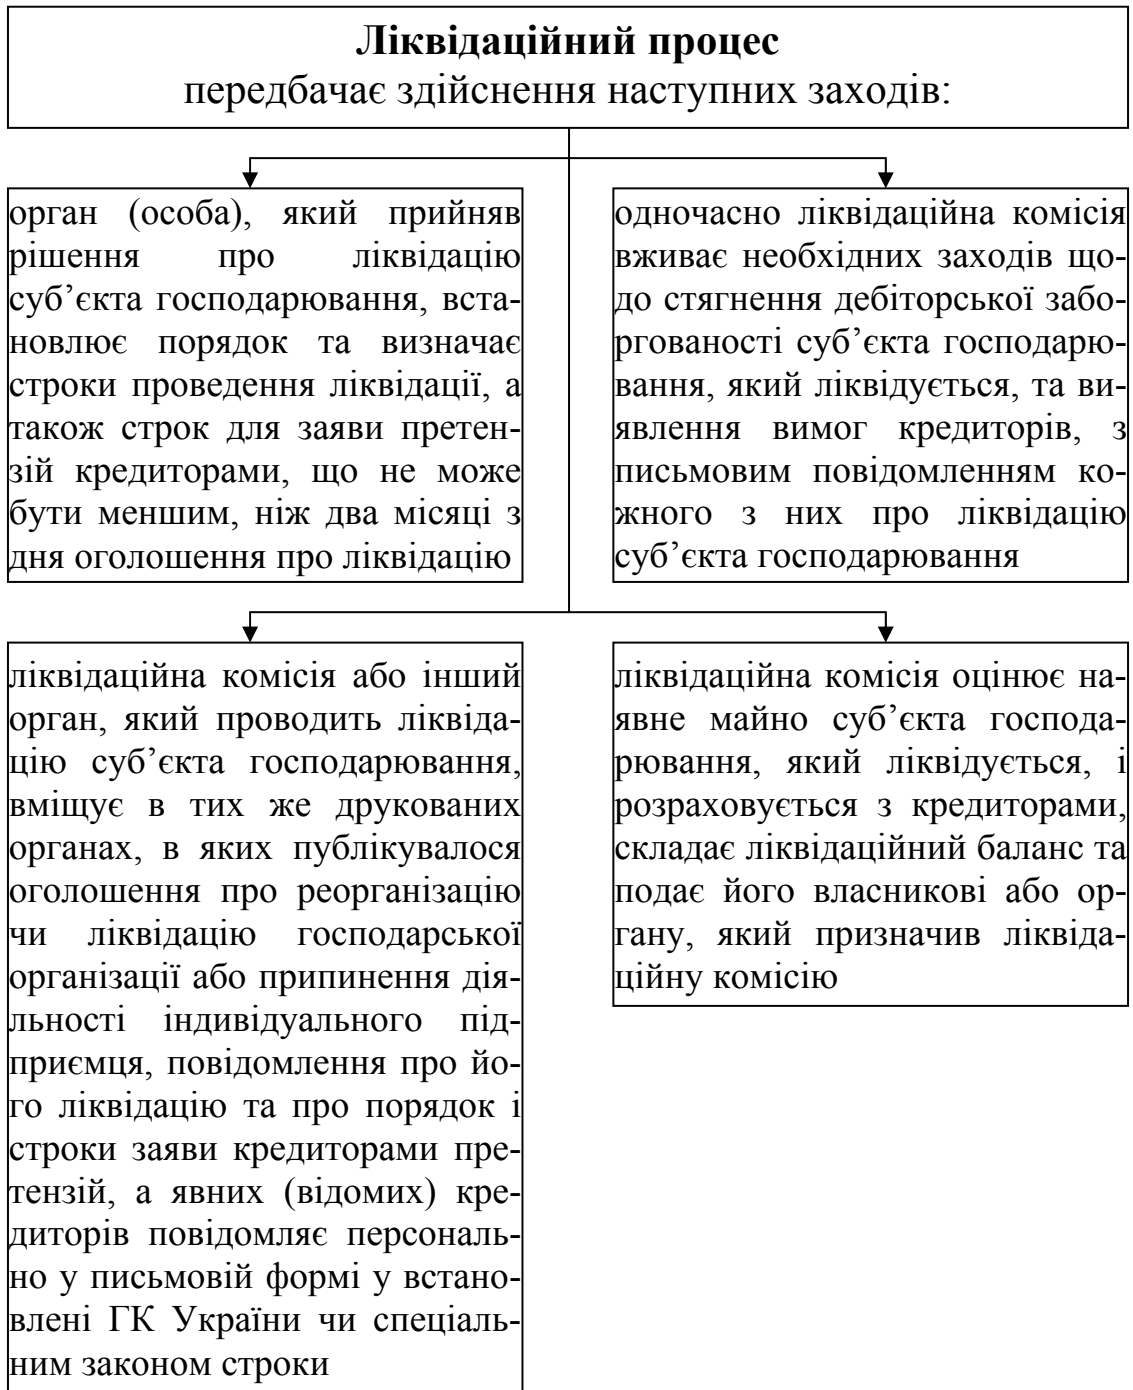 Ліквідаційний процес
передбачає здійснення наступних заходів:
орган (особа), який прийняв
рішення про ліквідацію
суб’єкта господарювання, вста-
новлює порядок та визначає
строки проведення ліквідації, а
також строк для заяви претен-
зій кредиторами, що не може
бути меншим, ніж два місяці з
дня оголошення про ліквідацію
одночасно ліквідаційна комісія
вживає необхідних заходів що-
до стягнення дебіторської забо-
ргованості суб’єкта господарю-
вання, який ліквідується, та ви-
явлення вимог кредиторів, з
письмовим повідомленням ко-
жного з них про ліквідацію
суб’єкта господарювання
ліквідаційна комісія або інший
орган, який проводить ліквіда-
цію суб’єкта господарювання,
вміщує в тих же друкованих
органах, в яких публікувалося
оголошення про реорганізацію
чи ліквідацію господарської
організації або припинення дія-
льності індивідуального під-
приємця, повідомлення про йо-
го ліквідацію та про порядок і
строки заяви кредиторами пре-
тензій, а явних (відомих) кре-
диторів повідомляє персональ-
но у письмовій формі у встано-
влені ГК України чи спеціаль-
ним законом строки
ліквідаційна комісія оцінює на-
явне майно суб’єкта господа-
рювання, який ліквідується, і
розраховується з кредиторами,
складає ліквідаційний баланс та
подає його власникові або ор-
гану, який призначив ліквіда-
ційну комісію